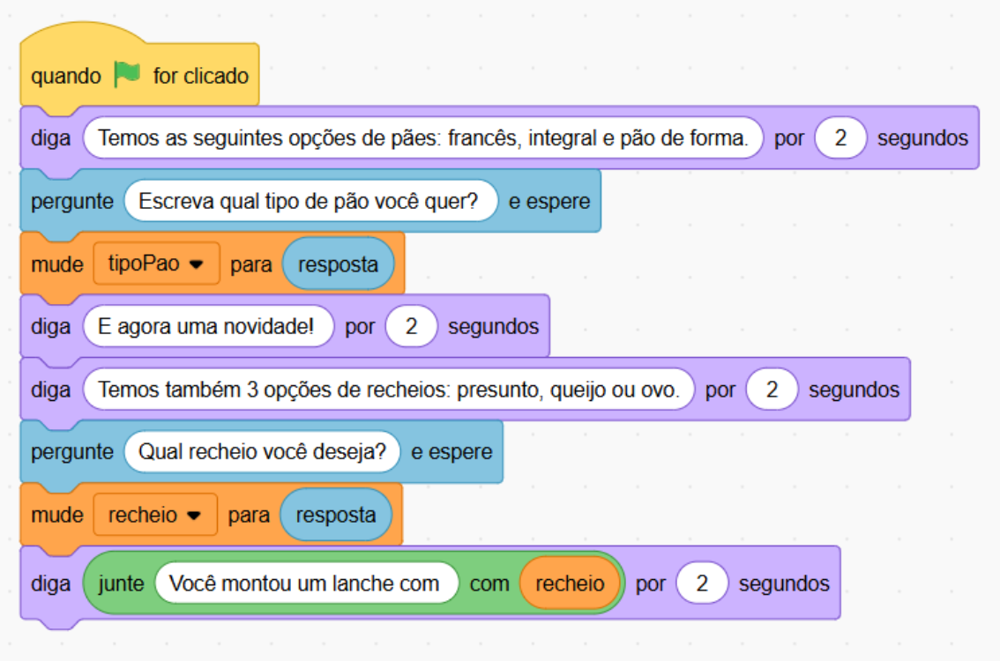 quando for clicado
diga Temos as seguintes opções de pães: francês, integral e pão de forma. por 2 segundos
pergunte Escreva qual tipo de pão você quer? e espere
mude tipoPao para resposta
diga E agora uma novidade! por 2 segundos
diga Temos também 3 opções de recheios: presunto, queijo ou ovo. por 2 segundos
pergunte Qual recheio você deseja? e espere
mude recheio para resposta
diga junte Você montou um lanche com com recheio por 2 segundos